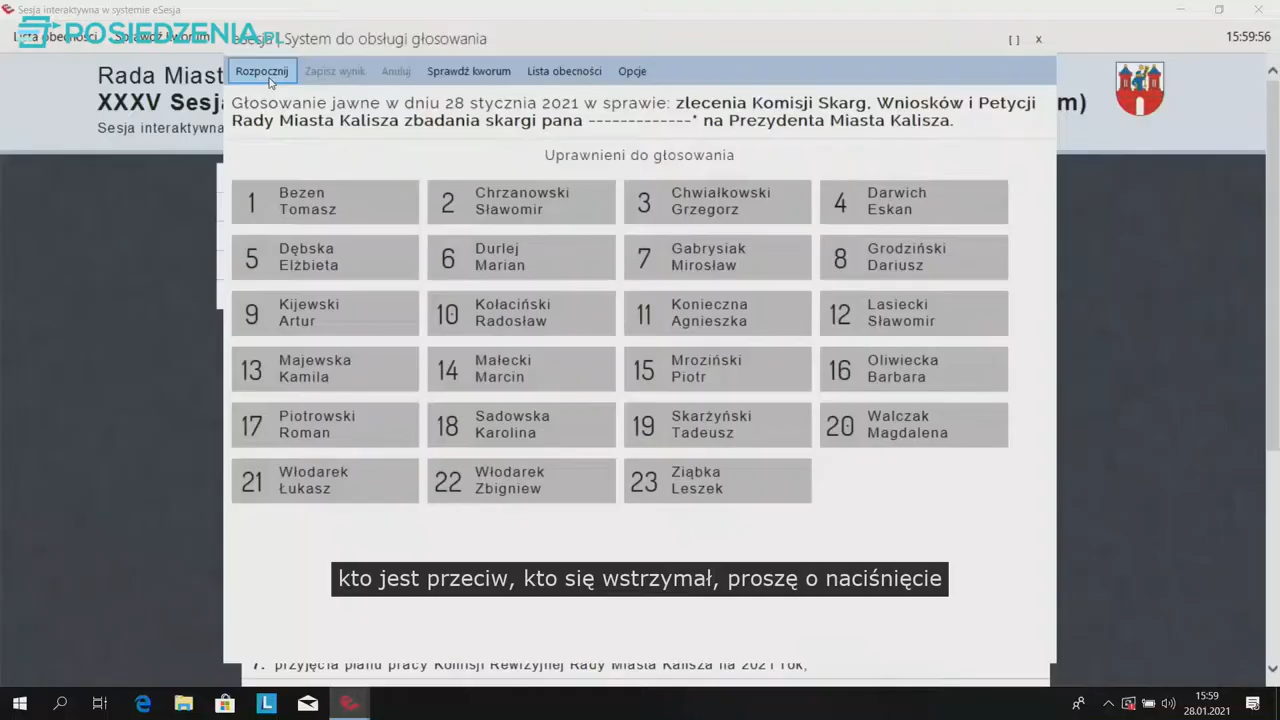 Sesja interaktywna w systemie eSesja
POSIEDZENIA.PL
Lista obecności Sprawdź kworum
eSesja | System do obsługi głosowania
[ ] x
15:59:56
Rada Miast
XXXV Sesj
m)
Sesja interaktywna
Rozpocznij Zapisz wynik Anuluj Sprawdź kworum Lista obecności Opcje
Głosowanie jawne w dniu 28 stycznia 2021 w sprawie: zlecenia Komisji Skarg, Wniosków i Petycji
Rady Miasta Kalisza zbadania skargi pana -------------* na Prezydenta Miasta Kalisza.
Uprawnieni do głosowania
1 Bezen Tomasz
2 Chrzanowski Sławomir
3 Chwiałkowski Grzegorz
4 Darwich Eskan
5 Dębska Elżbieta
6 Durlej Marian
7 Gabrysiak Mirosław
8 Grodziński Dariusz
9 Kijewski Artur
10 Kołaciński Radosław
11 Konieczna Agnieszka
12 Lasiecki Sławomir
13 Majewska Kamila
14 Małecki Marcin
15 Mroziński Piotr
16 Oliwiecka Barbara
17 Piotrowski Roman
18 Sadowska Karolina
19 Skarżyński Tadeusz
20 Walczak Magdalena
21 Włodarek Łukasz
22 Włodarek Zbigniew
23 Ziąbka Leszek
kto jest przeciw, kto się wstrzymał, proszę o naciśnięcie
7. przyjęcia planu pracy Komisji Rewizyjnej Rady Miasta Kalisza na 2021 rok,
L
15:59
28.01.2021